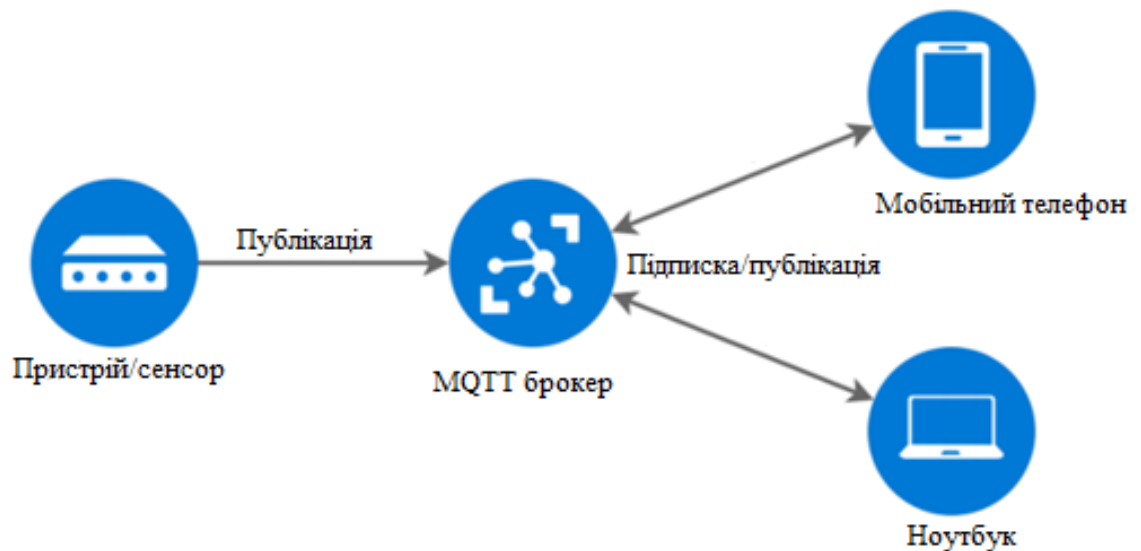 Мобільний телефон
Публікація
Підписка/публікація
Пристрій/сенсор
MQTT брокер
Ноутбук